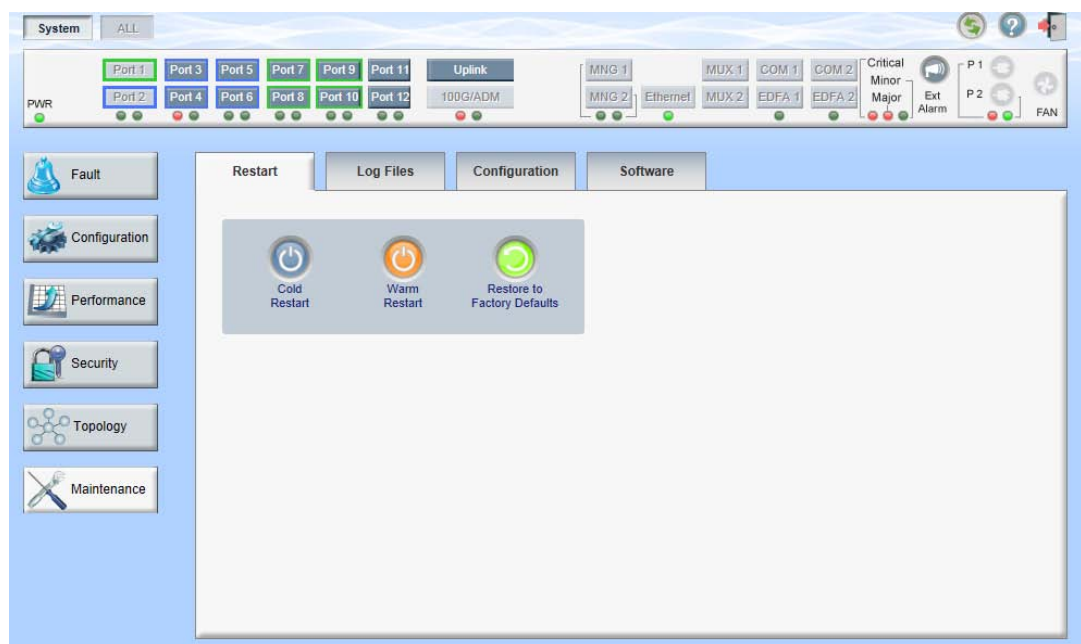 System ALL
Port 1 Port 3 Port 5 Port 7 Port 9 Port 11 Uplink MNG 1 MUX 1 COM 1 COM 2 Critical P 1
Minor
PWR Port 2 Port 4 Port 6 Port 8 Port 10 Port 12 100G/ADM MNG 2 Ethernet MUX 2 EDFA 1 EDFA 2 Major Ext P 2
Alarm FAN
Fault Restart Log Files Configuration Software
Configuration
Cold Warm Restore to
Restart Restart Factory Defaults
Performance
Security
Topology
Maintenance